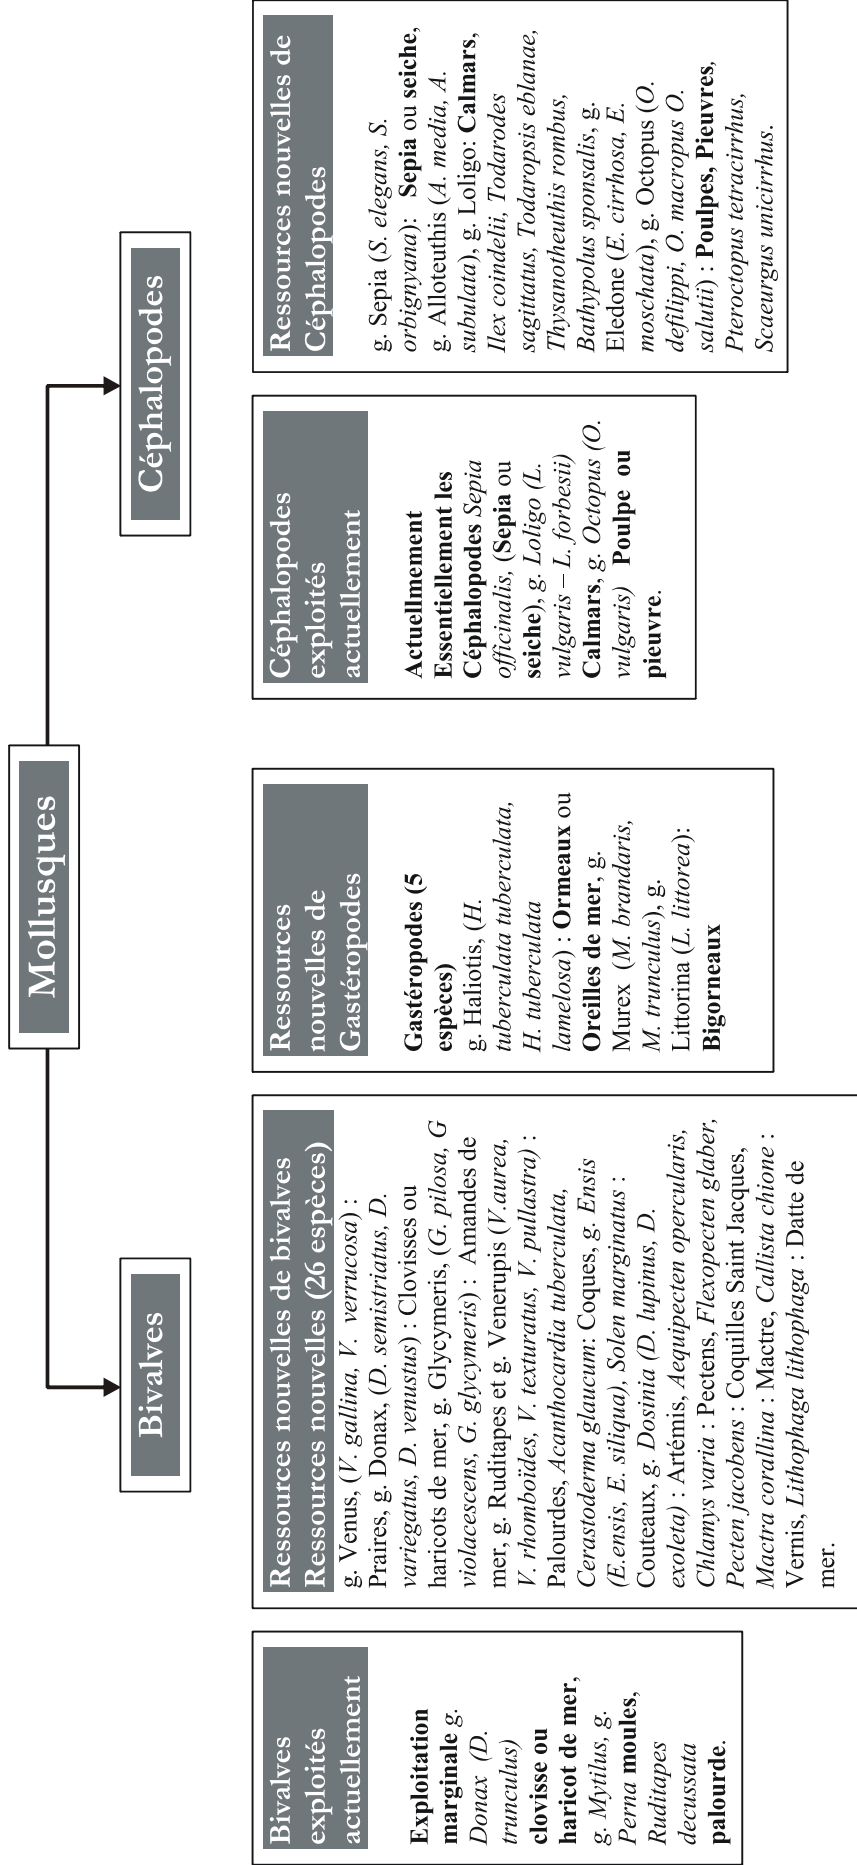 Mollusques
Bivalves
Céphalopodes
Bivalves
exploités
actuellement
Exploitation
marginale g.
Donax (D.
trunculus)
clovisse ou
haricot de mer,
g. Mytilus, g.
Perna moules,
Ruditapes
decussata
palourde.
Ressources nouvelles de bivalves
Ressources nouvelles (26 espèces)
g. Venus, (V. gallina, V. verrucosa) :
Praires, g. Donax, (D. semistriatus, D.
variegatus, D. venustus) : Clovisses ou
haricots de mer, g. Glycymeris, (G. pilosa, G
violacescens, G. glycymeris) : Amandes de
mer, g. Ruditapes et g. Venerupis (V.aurea,
V. rhomboïdes, V. texturatus, V. pullastra) :
Palourdes, Acanthocardia tuberculata,
Cerastoderma glaucum: Coques, g. Ensis
(E.ensis, E. siliqua), Solen marginatus :
Couteaux, g. Dosinia (D. lupinus, D.
exoleta) : Artémis, Aequipecten opercularis,
Chlamys varia : Pectens, Flexopecten glaber,
Pecten jacobens : Coquilles Saint Jacques,
Mactra corallina : Mactre, Callista chione :
Vernis, Lithophaga lithophaga : Datte de
mer.
Ressources
nouvelles de
Gastéropodes
Gastéropodes (5
espèces)
g. Haliotis, (H.
tuberculata tuberculata,
H. tuberculata
lamelosa) : Ormeaux ou
Oreilles de mer, g.
Murex (M. brandaris,
M. trunculus), g.
Littorina (L. littorea):
Bigorneaux
Céphalopodes
exploités
actuellement
Actuellmement
Essentiellement les
Céphalopodes Sepia
officinalis, (Sepia ou
seiche), g. Loligo (L.
vulgaris – L. forbesii)
Calmars, g. Octopus (O.
vulgaris) Poulpe ou
pieuvre.
Ressources nouvelles de
Céphalopodes
g. Sepia (S. elegans, S.
orbignyana): Sepia ou seiche,
g. Alloteuthis (A. media, A.
subulata), g. Loligo: Calmars,
Ilex coindelii, Todarodes
sagittatus, Todaropsis eblanae,
Thysanotheuthis rombus,
Bathypolus sponsalis, g.
Eledone (E. cirrhosa, E.
moschata), g. Octopus (O.
defilippi, O. macropus O.
salutii) : Poulpes, Pieuvres,
Pteroctopus tetracirrhus,
Scaeurgus unicirrhus.